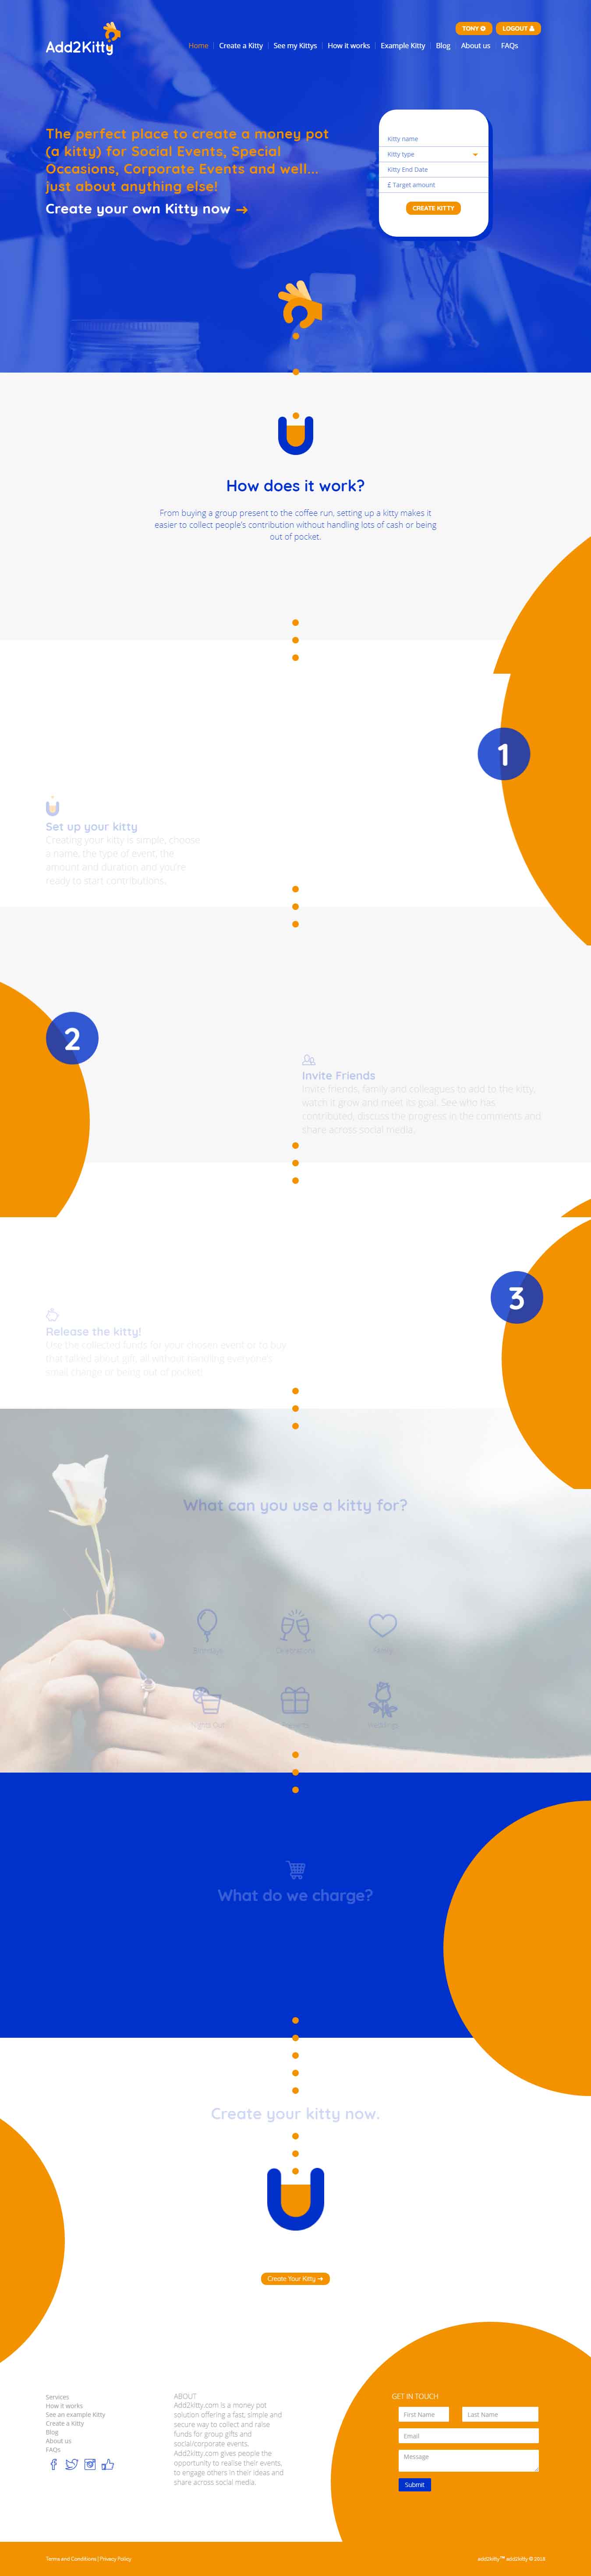 TONY
LOGOUT
Add2Kitty
Home
Create a Kitty
See my Kittys
How it works
Example Kitty
Blog
About us
FAQs
The perfect place to create a money pot
(a kitty) for Social Events, Special
Occasions, Corporate Events and well...
just about anything else!
Create your own Kitty now →
Kitty name
Kitty type
Kitty End Date
£ Target amount
CREATE KITTY
How does it work?
From buying a group present to the coffee run, setting up a kitty makes it
easier to collect people's contribution without handling lots of cash or being
out of pocket.
1
Set up your kitty
Creating your kitty is simple, choose
a name, the type of event, the
amount and duration and you're
ready to start contributions.
2
Invite Friends
Invite friends, family and colleagues to add to the kitty,
watch it grow and meet its goal. See who has
contributed, discuss the progress in the comments and
share across social media.
3
Release the kitty!
Use the collected funds for your chosen event or to buy
that talked about gift, all without handling everyone's
small change or being out of pocket!
What can you use a kitty for?
Nights Out
What do we charge?
Create your kitty now.
Create Your Kitty →
Services
How it works
See an example Kitty
Create a Kitty
Blog
About us
FAQs
ABOUT
Add2kitty.com is a money pot
solution offering a fast, simple and
secure way to collect and raise
funds for group gifts and
social/corporate events.
Add2kitty.com gives people the
opportunity to realise their events,
to engage others in their ideas and
share across social media.
GET IN TOUCH
First Name
Last Name
Email
Message
Submit
Terms and Conditions | Privacy Policy
add2kitty™ add2kitty © 2018